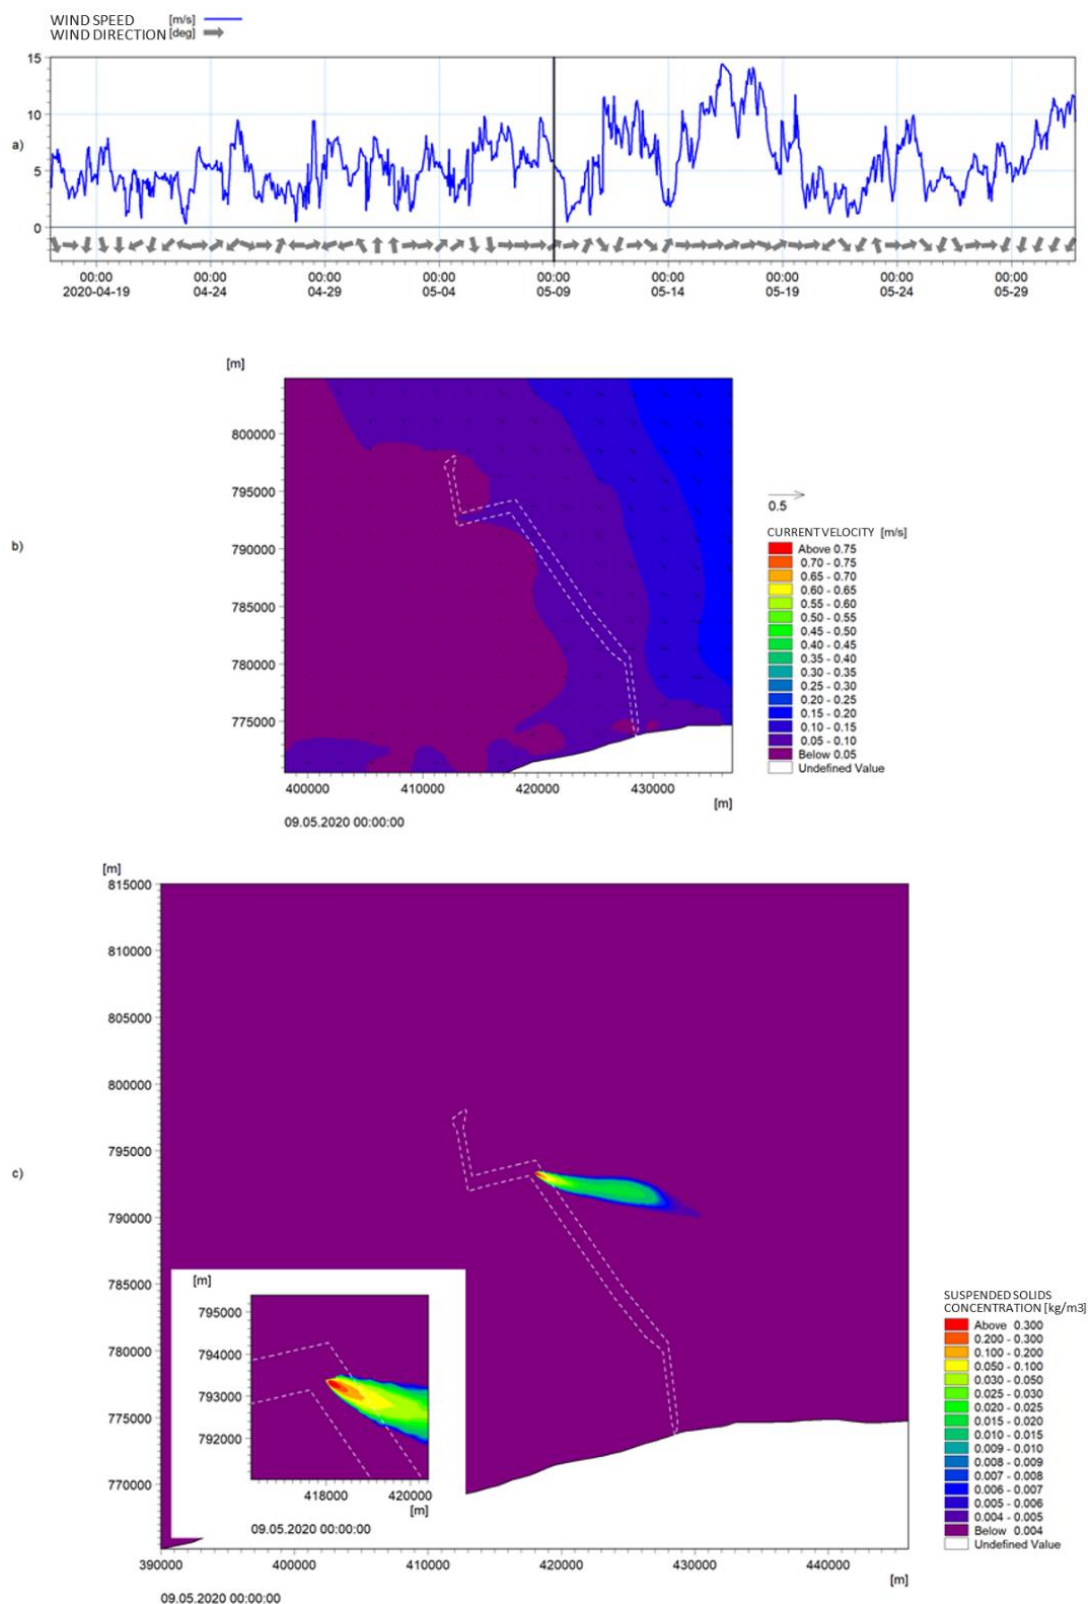 WIND SPEED [m/s]
WIND DIRECTION [deg]
a)
15
10
5
0
00:00 00:00 00:00 00:00 00:00 00:00 00:00 00:00 00:00
2020-04-19 04-24 04-29 05-04 05-09 05-14 05-19 05-24 05-29
b)
[m]
800000
795000
790000
785000
780000
775000
400000 410000 420000 430000
[m]
09.05.2020 00:00:00
0.5
CURRENT VELOCITY [m/s]
Above 0.75
0.70 - 0.75
0.65 - 0.70
0.60 - 0.65
0.55 - 0.60
0.50 - 0.55
0.45 - 0.50
0.40 - 0.45
0.35 - 0.40
0.30 - 0.35
0.25 - 0.30
0.20 - 0.25
0.15 - 0.20
0.10 - 0.15
0.05 - 0.10
Below 0.05
Undefined Value
c)
[m]
815000
810000
805000
800000
795000
790000
785000
780000
775000
770000
390000 400000 410000 420000 430000 440000
[m]
09.05.2020 00:00:00
[m]
795000
794000
793000
792000
418000 420000
[m]
09.05.2020 00:00:00
SUSPENDED SOLIDS
CONCENTRATION [kg/m3]
Above 0.300
0.200 - 0.300
0.100 - 0.200
0.050 - 0.100
0.030 - 0.050
0.025 - 0.030
0.020 - 0.025
0.015 - 0.020
0.010 - 0.015
0.009 - 0.010
0.008 - 0.009
0.007 - 0.008
0.006 - 0.007
0.005 - 0.006
0.004 - 0.005
Below 0.004
Undefined Value